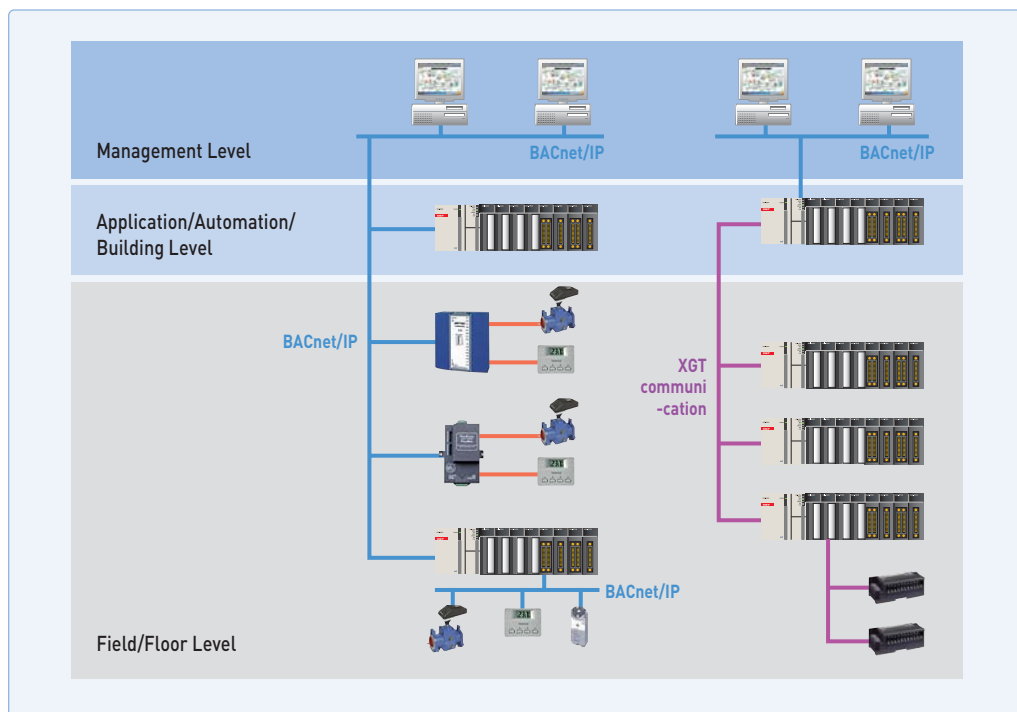 Management Level
BACnet/IP
BACnet/IP
Application/Automation/
Building Level
BACnet/IP
XGT
communi
-cation
BACnet/IP
Field/Floor Level